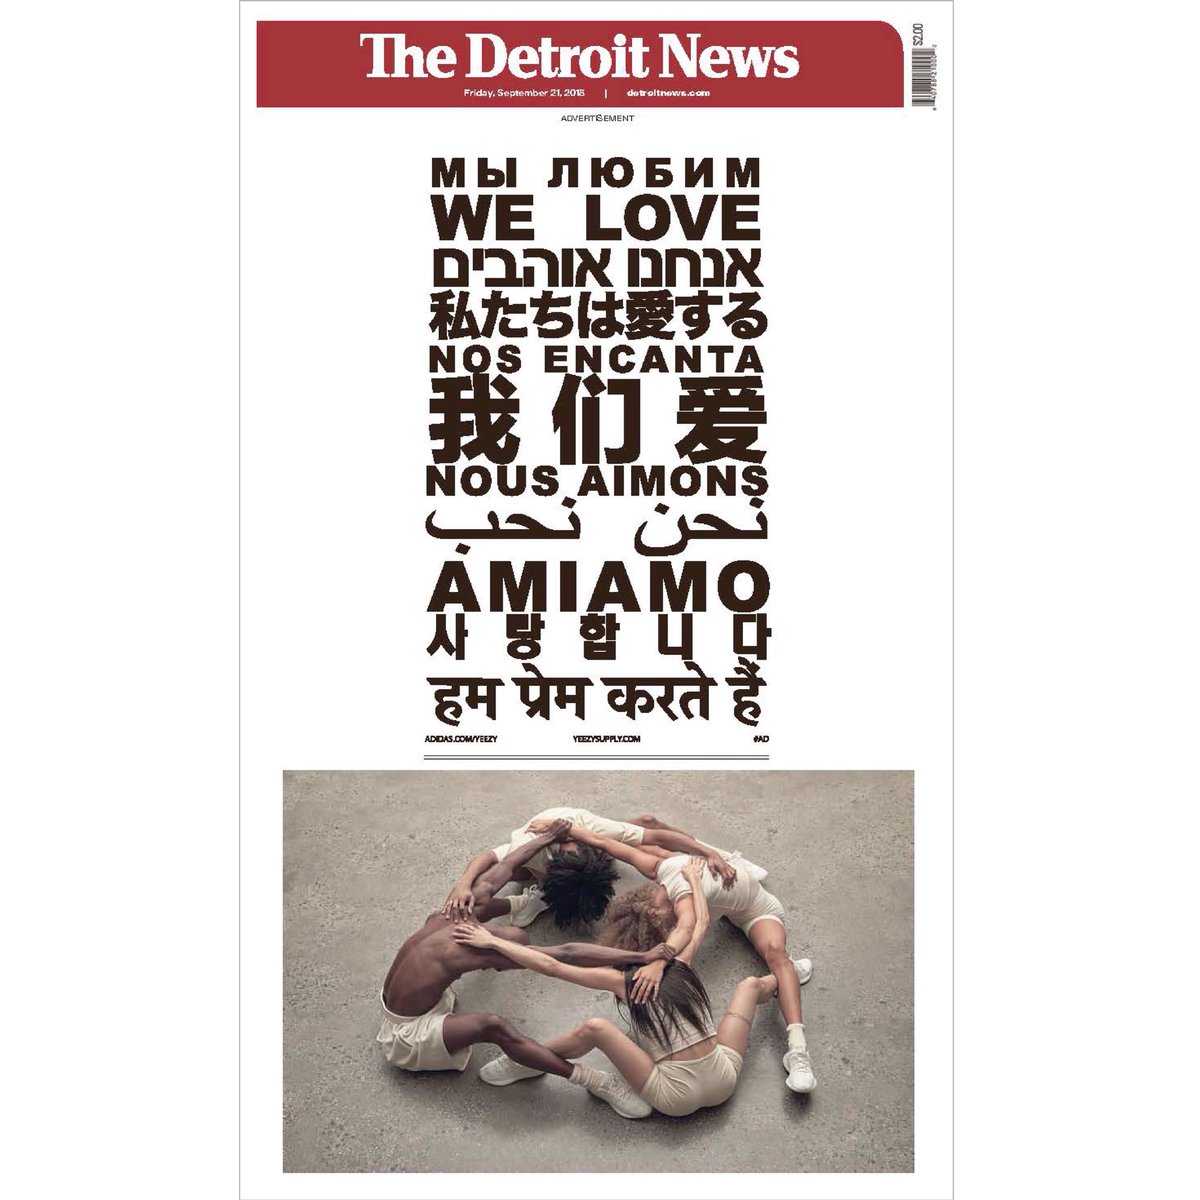 The Detroit News
Friday, September 21, 2018 | detroitnews.com
$2.00
ADVERTISEMENT
МЫ ЛЮБИМ
WE LOVE
אנחנו אוהבים
私たちは愛する
NOS ENCANTA
我们爱
NOUS AIMONS
نحن نحب
AMIAMO
사랑합니다
हम प्रेम करते हैं
ADIDAS.COM/YEEZY YEEZYSUPPLY.COM #AD